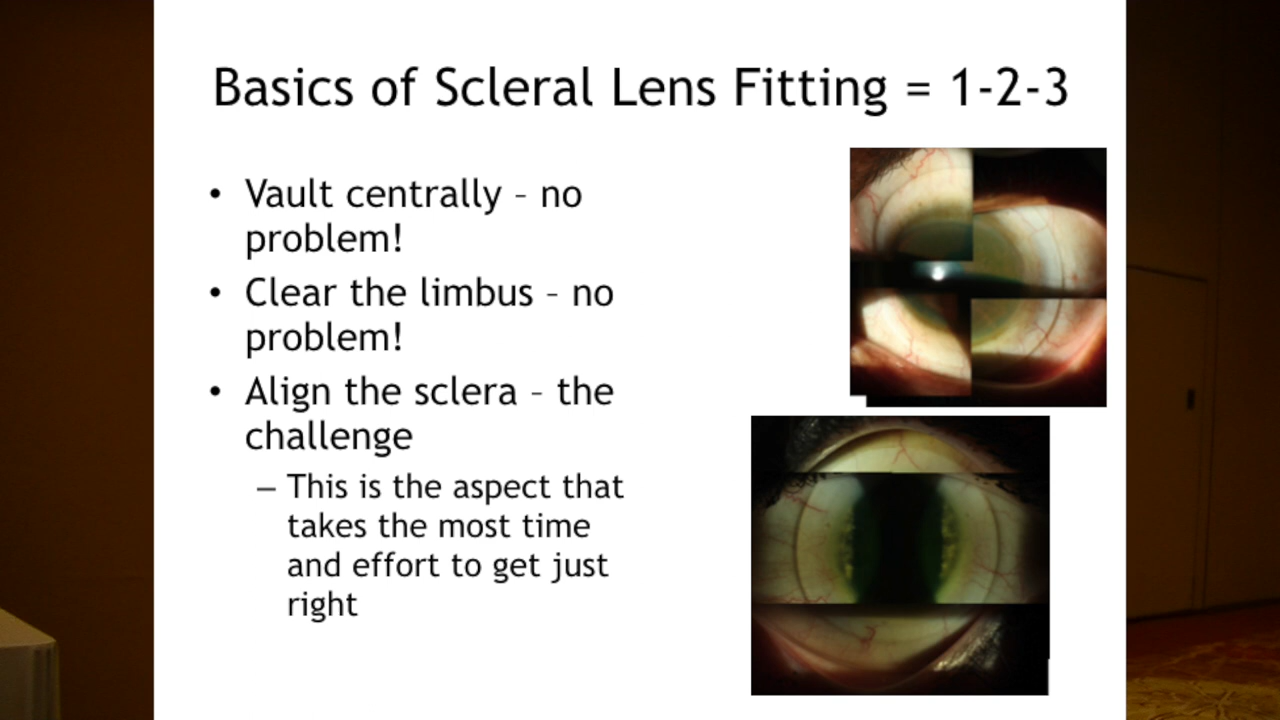 Basics of Scleral Lens Fitting = 1-2-3
• Vault centrally – no
problem!
• Clear the limbus – no
problem!
• Align the sclera – the
challenge
– This is the aspect that
takes the most time
and effort to get just
right